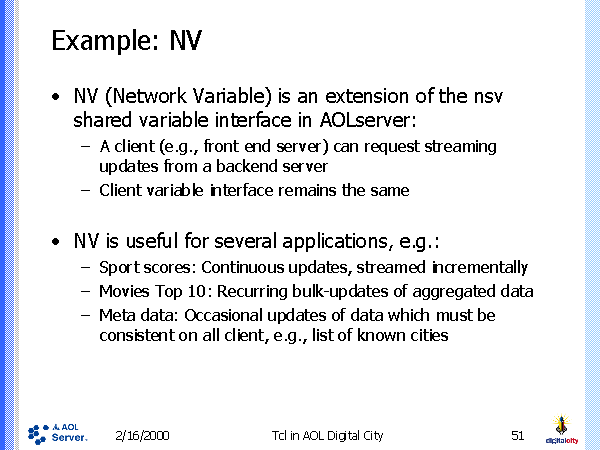 Example: NV
• NV (Network Variable) is an extension of the nsv
shared variable interface in AOLserver:
– A client (e.g., front end server) can request streaming
updates from a backend server
– Client variable interface remains the same
• NV is useful for several applications, e.g.:
– Sport scores: Continuous updates, streamed incrementally
– Movies Top 10: Recurring bulk-updates of aggregated data
– Meta data: Occasional updates of data which must be
consistent on all client, e.g., list of known cities
AOL
Server.
2/16/2000
Tcl in AOL Digital City
51
digitalcity